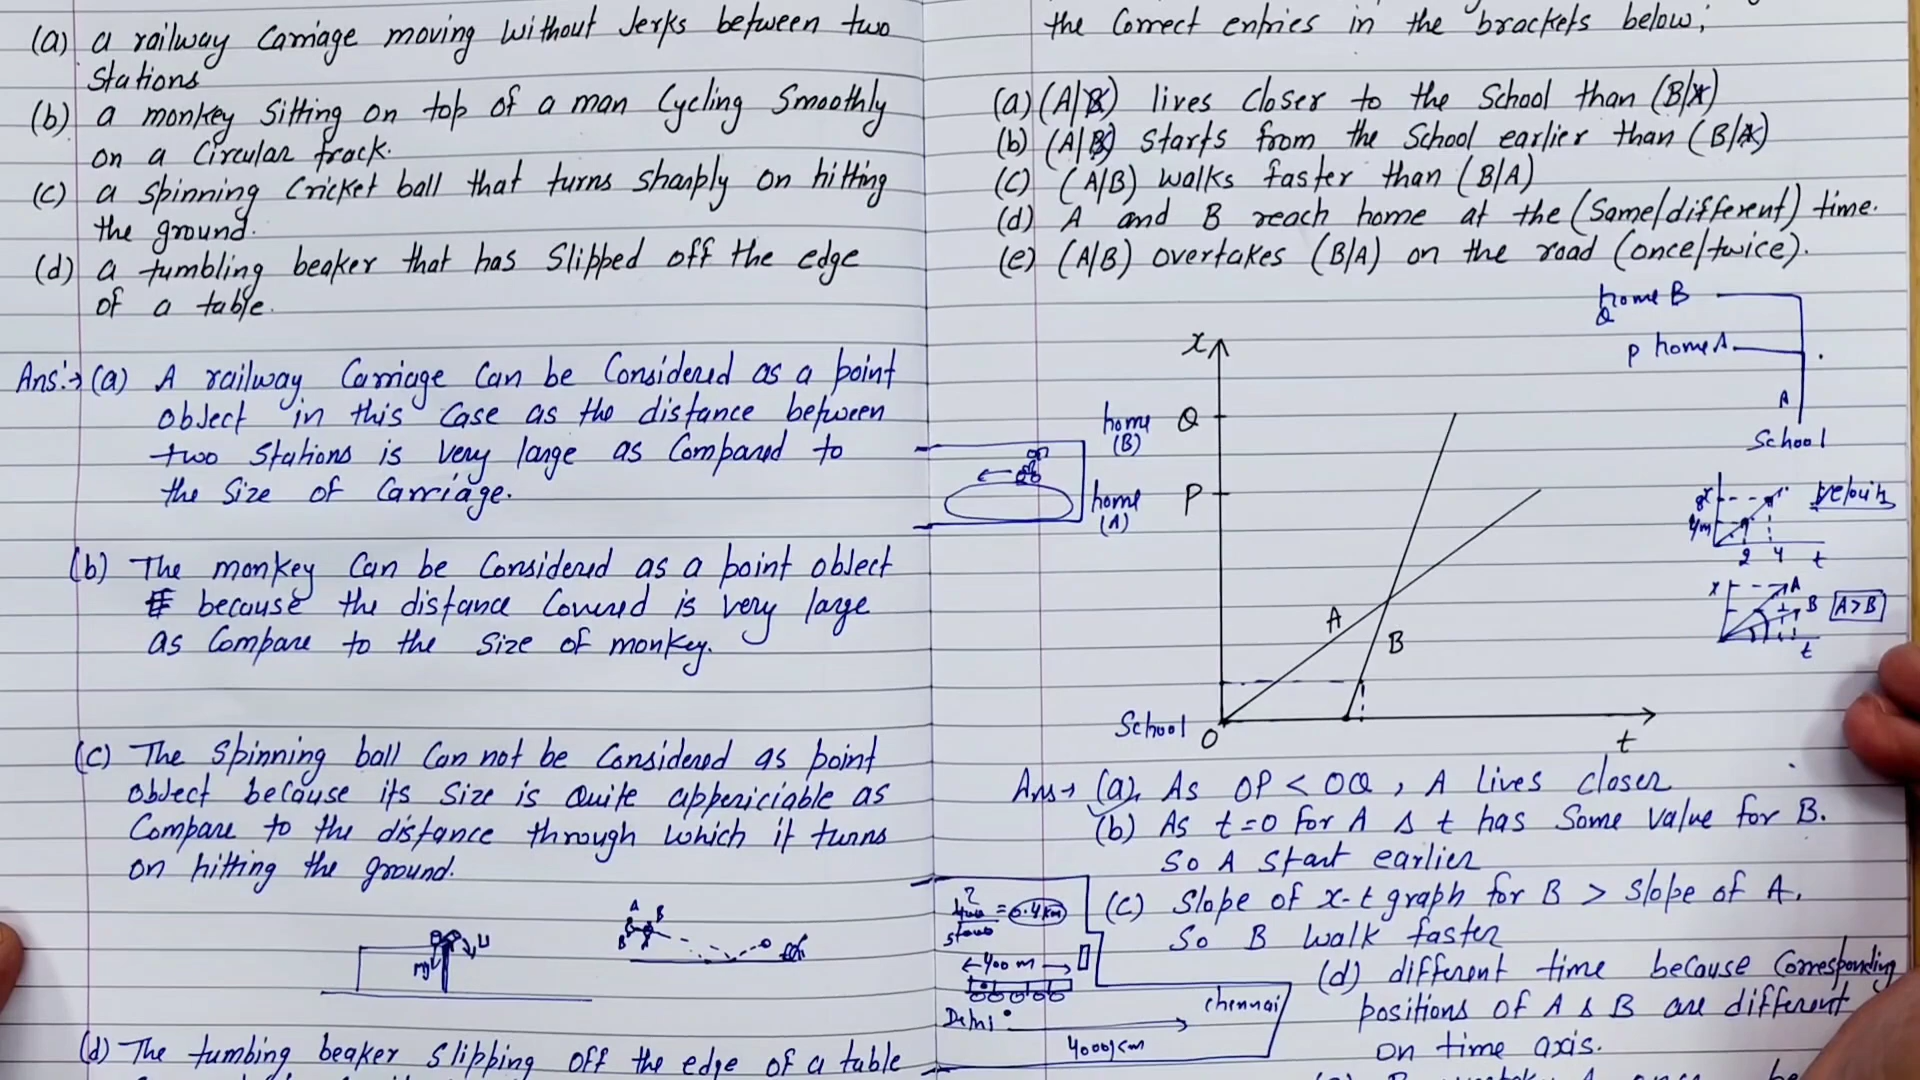 (a) a railway Carriage moving without Jerks between two
Stations
(b) a monkey Sitting on top of a man Cycling Smoothly
on a Circular track.
(c) a spinning Cricket ball that turns sharply on hitting
the ground.
(d) a tumbling beaker that has Slipped off the edge
of a table.
Ans:→ (a) A railway Carriage Can be Considered as a point
object in this Case as the distance between
two Stations is very large as Compared to
the Size of Carriage.
(b) The monkey Can be Considered as a point object
because the distance Covered is very large
as Compare to the size of monkey.
(c) The Spinning ball Can not be Considered as point
object because its Size is Quite appericiable as
Compare to the distance through which it turns
on hitting the ground.
A B
B A
mg u
(d) The tumbing beaker Slipping off the edge of a table
the Correct entries in the brackets below;
(a) (A/B) lives Closer to the School than (B/A)
(b) (A/B) Starts from the School earlier than (B/A)
(c) (A/B) walks faster than (B/A)
(d) A and B reach home at the (Same/different) time.
(e) (A/B) overtakes (B/A) on the road (once/twice).
home B
Q
P home A
A
School
x
home Q
(B)
home P
(A)
A
B
School
O
t
x
8
4m
2 4 t
x A
B A>B
t
Ans→ (a) As OP < OQ, A Lives closer
(b) As t=0 for A & t has Some value for B.
So A Start earlier
(c) Slope of x-t graph for B > Slope of A.
So B Walk faster
(d) different time because Corresponding
positions of A & B are different
on time axis.
= 0.4 km
400 m
Delhi
chennai
4000 km